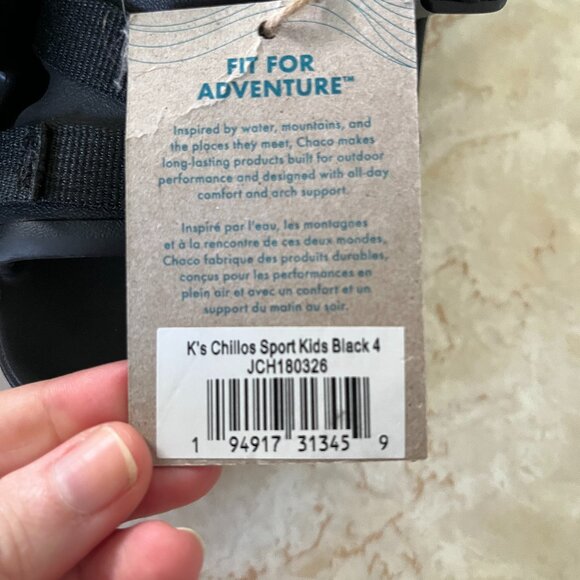 FIT FOR
ADVENTURE™
Inspired by water, mountains, and
the places they meet, Chaco makes
long-lasting products built for outdoor
performance and designed with all-day
comfort and arch support.
Inspiré par l'eau, les montagnes
et à la rencontre de ces deux mondes,
Chaco fabrique des produits durables,
conçus pour les performances en
plein air et avec un confort et un
support du matin au soir.
K's Chillos Sport Kids Black 4
JCH180326
1 94917 31345 9